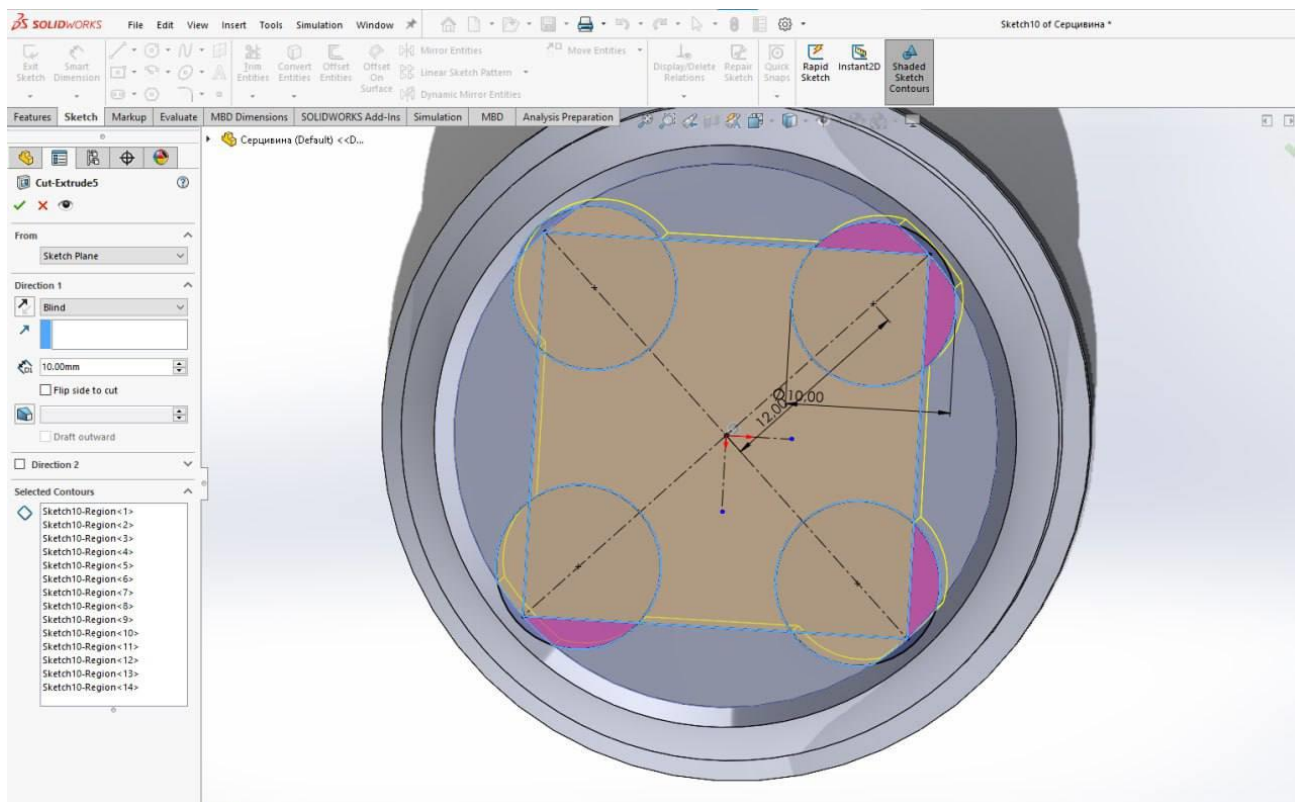 SOLIDWORKS File Edit View Insert Tools Simulation Window Sketch10 of Серцивина *
Exit Sketch
Smart Dimension
Trim Entities
Convert Entities
Offset Entities
Offset On Surface
Mirror Entities
Linear Sketch Pattern
Dynamic Mirror Entities
Move Entities
Display/Delete Relations
Repair Sketch
Quick Snaps
Rapid Sketch
Instant2D
Shaded Sketch Contours
Features Sketch Markup Evaluate MBD Dimensions SOLIDWORKS Add-Ins Simulation MBD Analysis Preparation
Серцивина (Default) <<D...
Cut-Extrude5
From
Sketch Plane
Direction 1
Blind
10.00mm
Flip side to cut
Draft outward
Direction 2
Selected Contours
Sketch10-Region<1>
Sketch10-Region<2>
Sketch10-Region<3>
Sketch10-Region<4>
Sketch10-Region<5>
Sketch10-Region<6>
Sketch10-Region<7>
Sketch10-Region<8>
Sketch10-Region<9>
Sketch10-Region<10>
Sketch10-Region<11>
Sketch10-Region<12>
Sketch10-Region<13>
Sketch10-Region<14>
12,00
Ø10,00